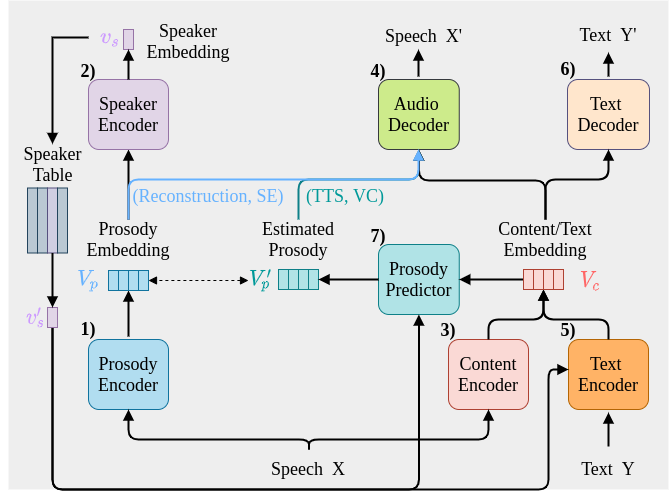 Speaker
Embedding
v_s
Speech X'
Text Y'
2)
4)
6)
Speaker
Encoder
Audio
Decoder
Text
Decoder
Speaker
Table
(Reconstruction, SE)
(TTS, VC)
Prosody
Embedding
Estimated
Prosody
Content/Text
Embedding
7)
V_p
V_p'
Prosody
Predictor
V_c
v_s'
1)
3)
5)
Prosody
Encoder
Content
Encoder
Text
Encoder
Speech X
Text Y